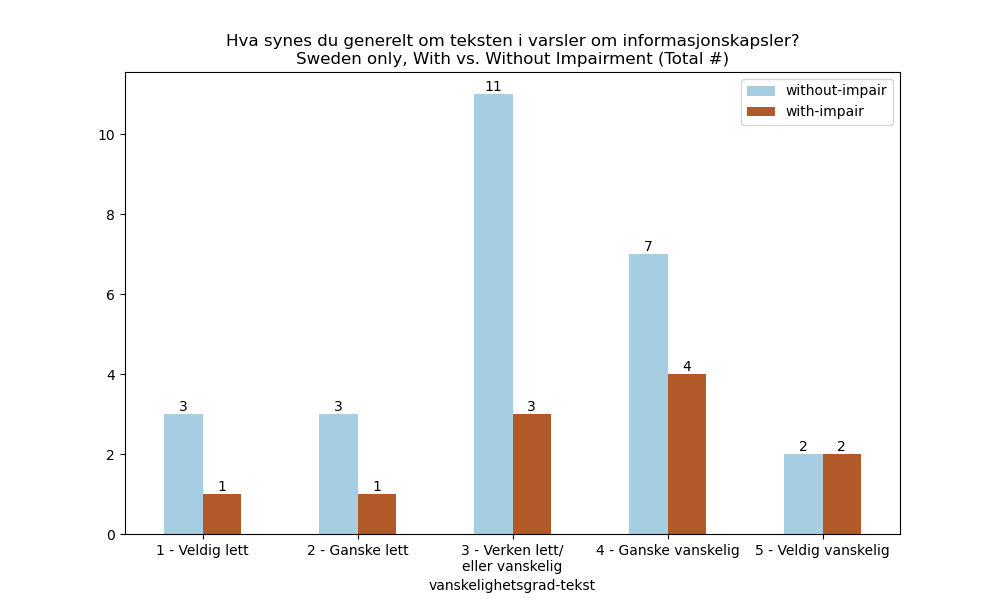 Hva synes du generelt om teksten i varsler om informasjonskapsler?
Sweden only, With vs. Without Impairment (Total #)
without-impair
with-impair
10
8
6
4
2
0
3
1
3
1
11
3
7
4
2
2
1 - Veldig lett
2 - Ganske lett
3 - Verken lett/
eller vanskelig
4 - Ganske vanskelig
5 - Veldig vanskelig
vanskelighetsgrad-tekst